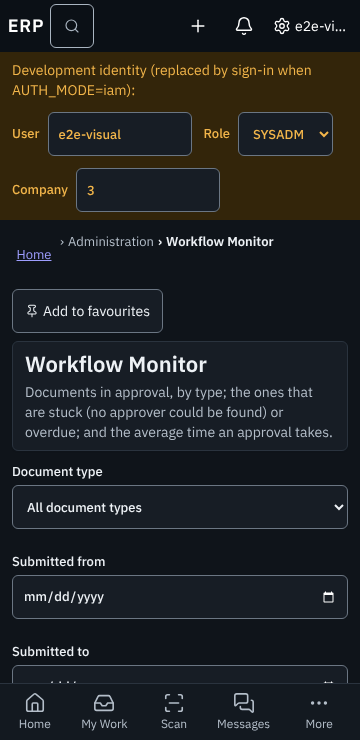 ERP
e2e-vi...
Development identity (replaced by sign-in when
AUTH_MODE=iam):
User e2e-visual Role SYSADM
Company 3
Home › Administration › Workflow Monitor
Add to favourites
Workflow Monitor
Documents in approval, by type; the ones that
are stuck (no approver could be found) or
overdue; and the average time an approval takes.
Document type
All document types
Submitted from
mm/dd/yyyy
Submitted to
Home My Work Scan Messages More